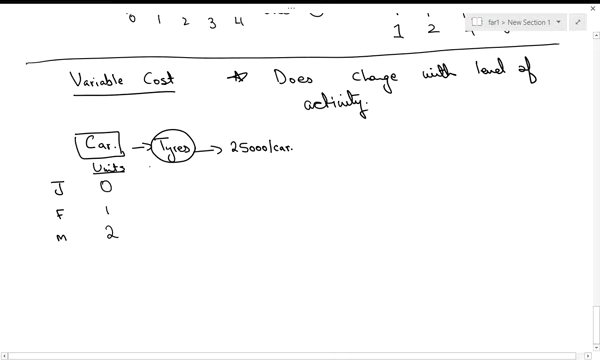 0 1 2 3 4
1 2
far1 > New Section 1
Variable Cost * Does change with level of
activity.
Car. → Tyres → 25000/car.
Units
J 0
F 1
M 2